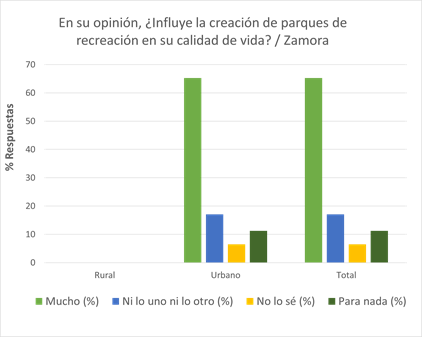 En su opinión, ¿Influye la creación de parques de
recreación en su calidad de vida? / Zamora
% Respuestas
70
60
50
40
30
20
10
0
Rural Urbano Total
Mucho (%) Ni lo uno ni lo otro (%) No lo sé (%) Para nada (%)